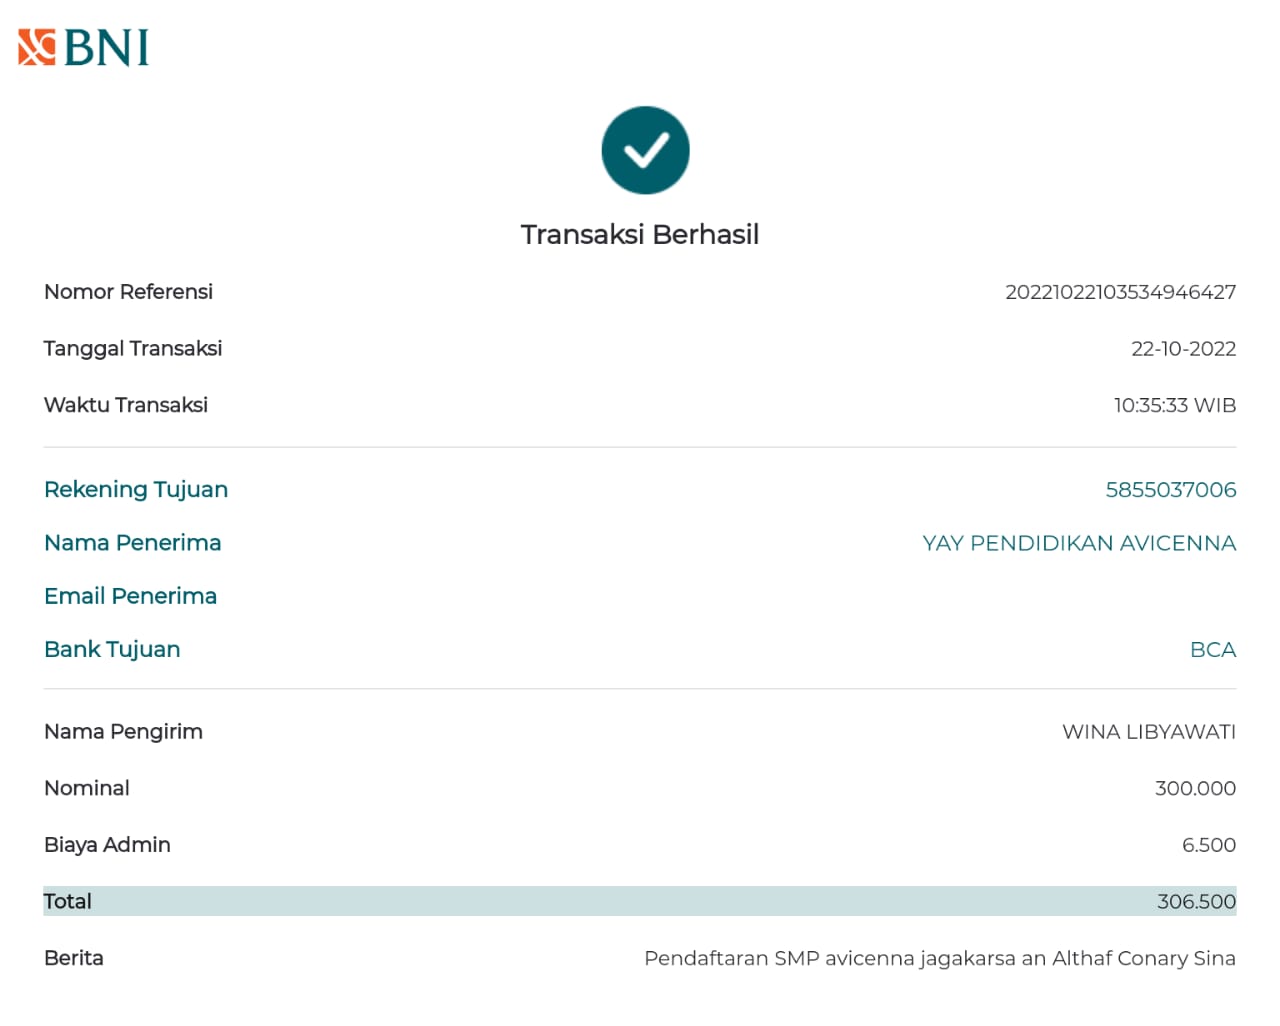 BNI
Transaksi Berhasil
Nomor Referensi 20221022103534946427
Tanggal Transaksi 22-10-2022
Waktu Transaksi 10:35:33 WIB
Rekening Tujuan 5855037006
Nama Penerima YAY PENDIDIKAN AVICENNA
Email Penerima
Bank Tujuan BCA
Nama Pengirim WINA LIBYAWATI
Nominal 300.000
Biaya Admin 6.500
Total 306.500
Berita Pendaftaran SMP avicenna jagakarsa an Althaf Conary Sina